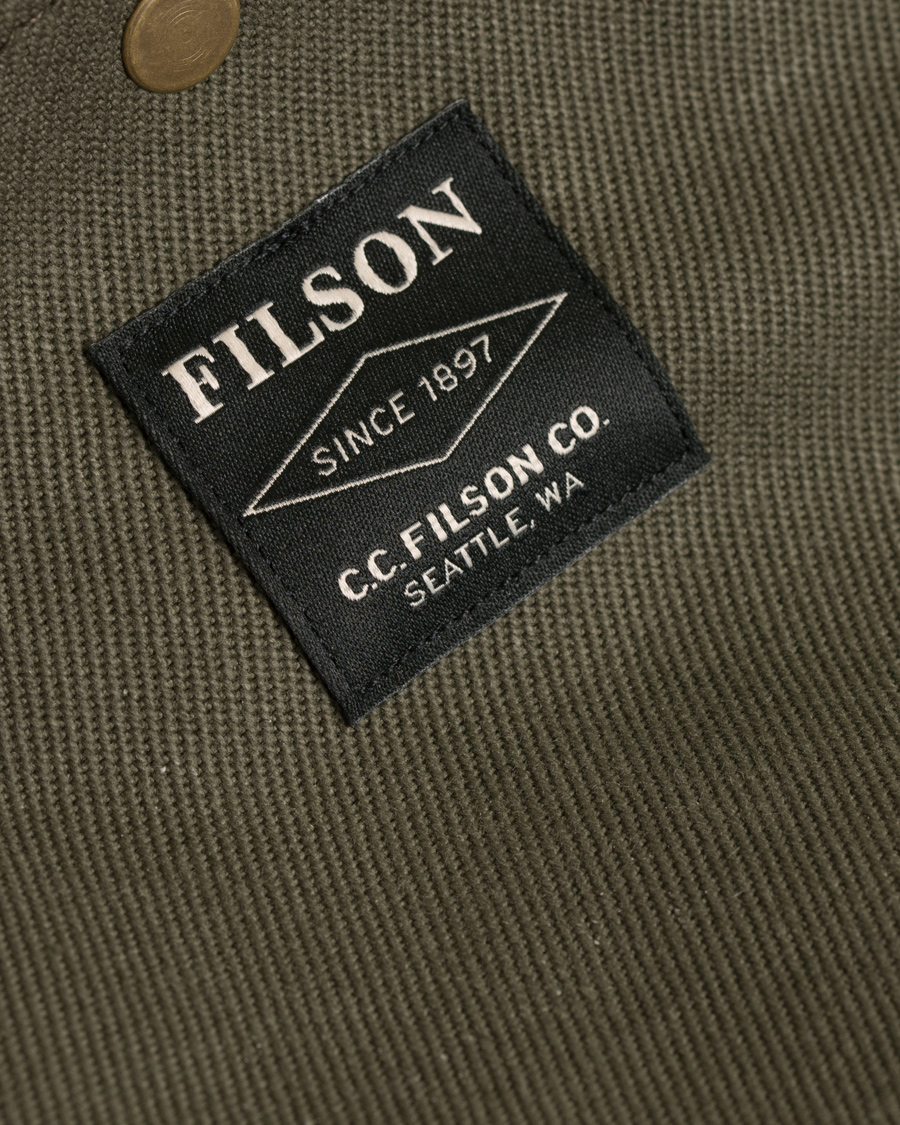 FILSON
SINCE 1897
C.C. FILSON CO.
SEATTLE, WA